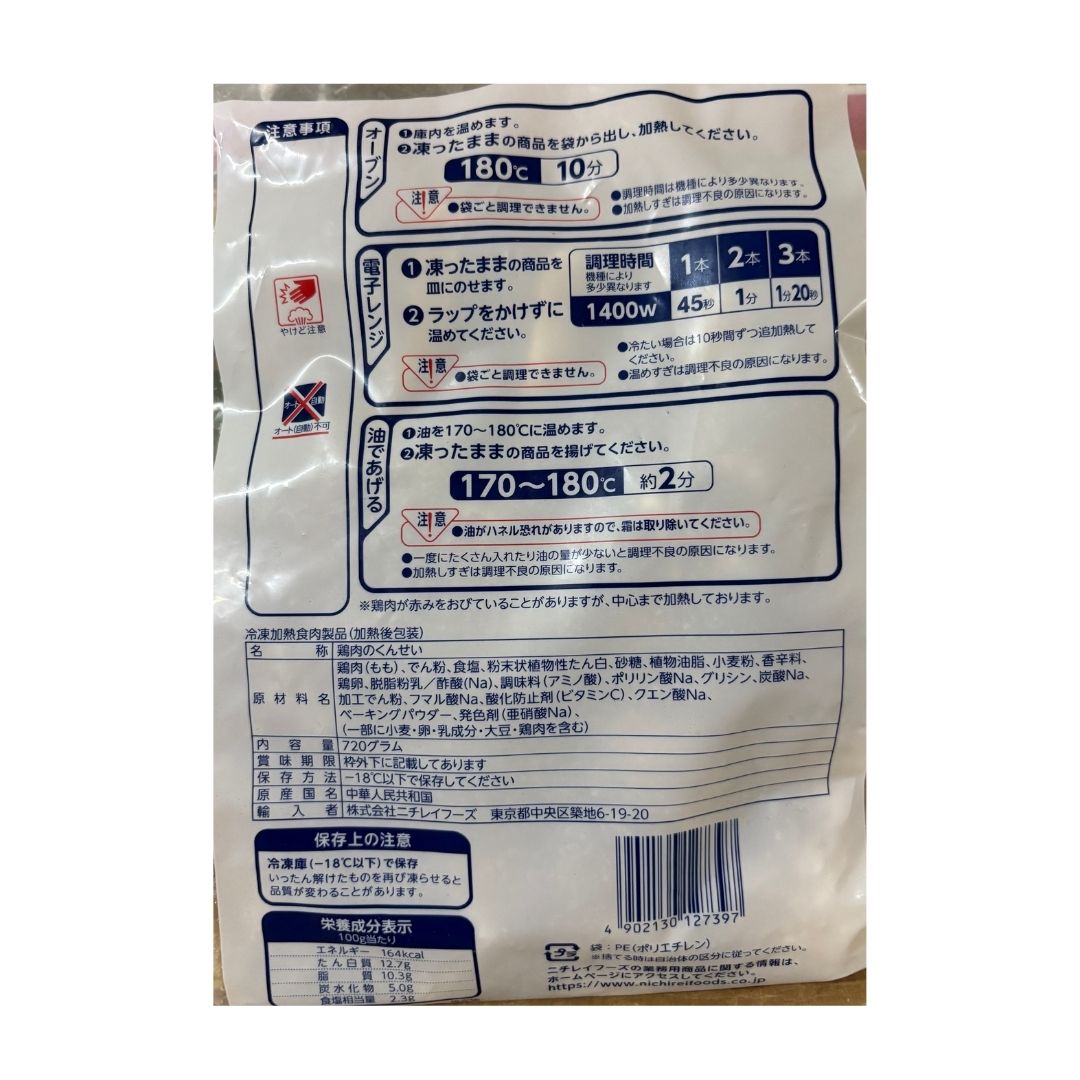 注意事項
やけど注意
オート 自動
オート(自動)不可
オーブン
❶庫内を温めます。
❷凍ったままの商品を袋から出し、加熱してください。
180℃ 10分
注意
●袋ごと調理できません。
●調理時間は機種により多少異なります。
●加熱しすぎは調理不良の原因になります。
電子レンジ
❶凍ったままの商品を
皿にのせます。
❷ラップをかけずに
温めてください。
調理時間 1本 2本 3本
機種により
多少異なります
1400w 45秒 1分 1分20秒
注意
●袋ごと調理できません。
●冷たい場合は10秒間ずつ追加熱して
ください。
●温めすぎは調理不良の原因になります。
油であげる
❶油を170〜180℃に温めます。
❷凍ったままの商品を揚げてください。
170〜180℃ 約2分
注意
●油がハネル恐れがありますので、霜は取り除いてください。
●一度にたくさん入れたり油の量が少ないと調理不良の原因になります。
●加熱しすぎは調理不良の原因になります。
※鶏肉が赤みをおびていることがありますが、中心まで加熱しております。
冷凍加熱食肉製品(加熱後包装)
名称 鶏肉のくんせい
原材料名 鶏肉(もも)、でん粉、食塩、粉末状植物性たん白、砂糖、植物油脂、小麦粉、香辛料、
鶏卵、脱脂粉乳/酢酸(Na)、調味料(アミノ酸)、ポリリン酸Na、グリシン、炭酸Na、
加工でん粉、フマル酸Na、酸化防止剤(ビタミンC)、クエン酸Na、
ベーキングパウダー、発色剤(亜硝酸Na)、
(一部に小麦・卵・乳成分・大豆・鶏肉を含む)
内容量 720グラム
賞味期限 枠外下に記載してあります
保存方法 −18℃以下で保存してください
原産国名 中華人民共和国
輸入者 株式会社ニチレイフーズ 東京都中央区築地6-19-20
保存上の注意
冷凍庫(−18℃以下)で保存
いったん解けたものを再び凍らせると
品質が変わることがあります。
栄養成分表示
100g当たり
エネルギー 164kcal
たん白質 12.7g
脂質 10.3g
炭水化物 5.0g
食塩相当量 2.3g
4 902130 127397
プラ
袋:PE(ポリエチレン)
※捨てる時は自治体の区分に従ってください。
ニチレイフーズの業務用商品に関する情報は、
ホームページにアクセスしてください。
https://www.nichireifoods.co.jp